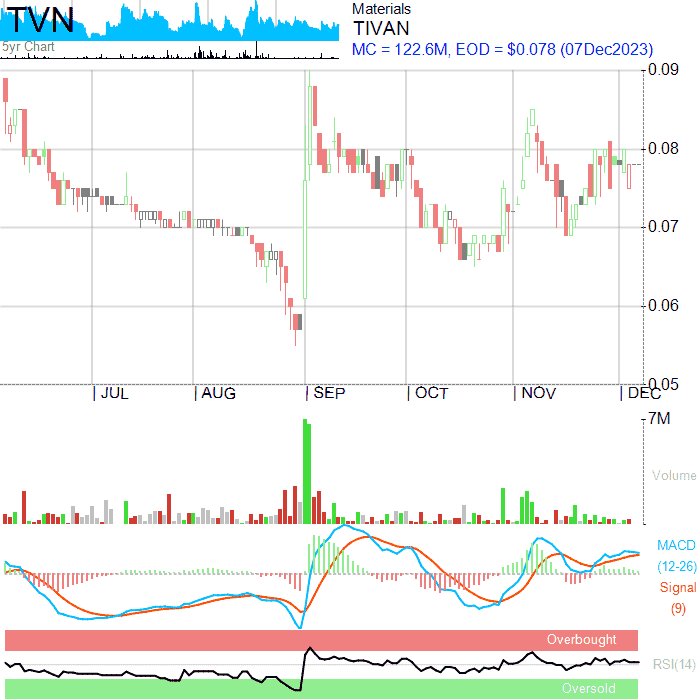 TVN
5yr Chart
Materials
TIVAN
MC = 122.6M, EOD = $0.078 (07Dec2023)
0.09
0.08
0.07
0.06
0.05
JUL AUG SEP OCT NOV DEC
7M
Volume
MACD
(12-26)
Signal
(9)
Overbought
RSI(14)
Oversold